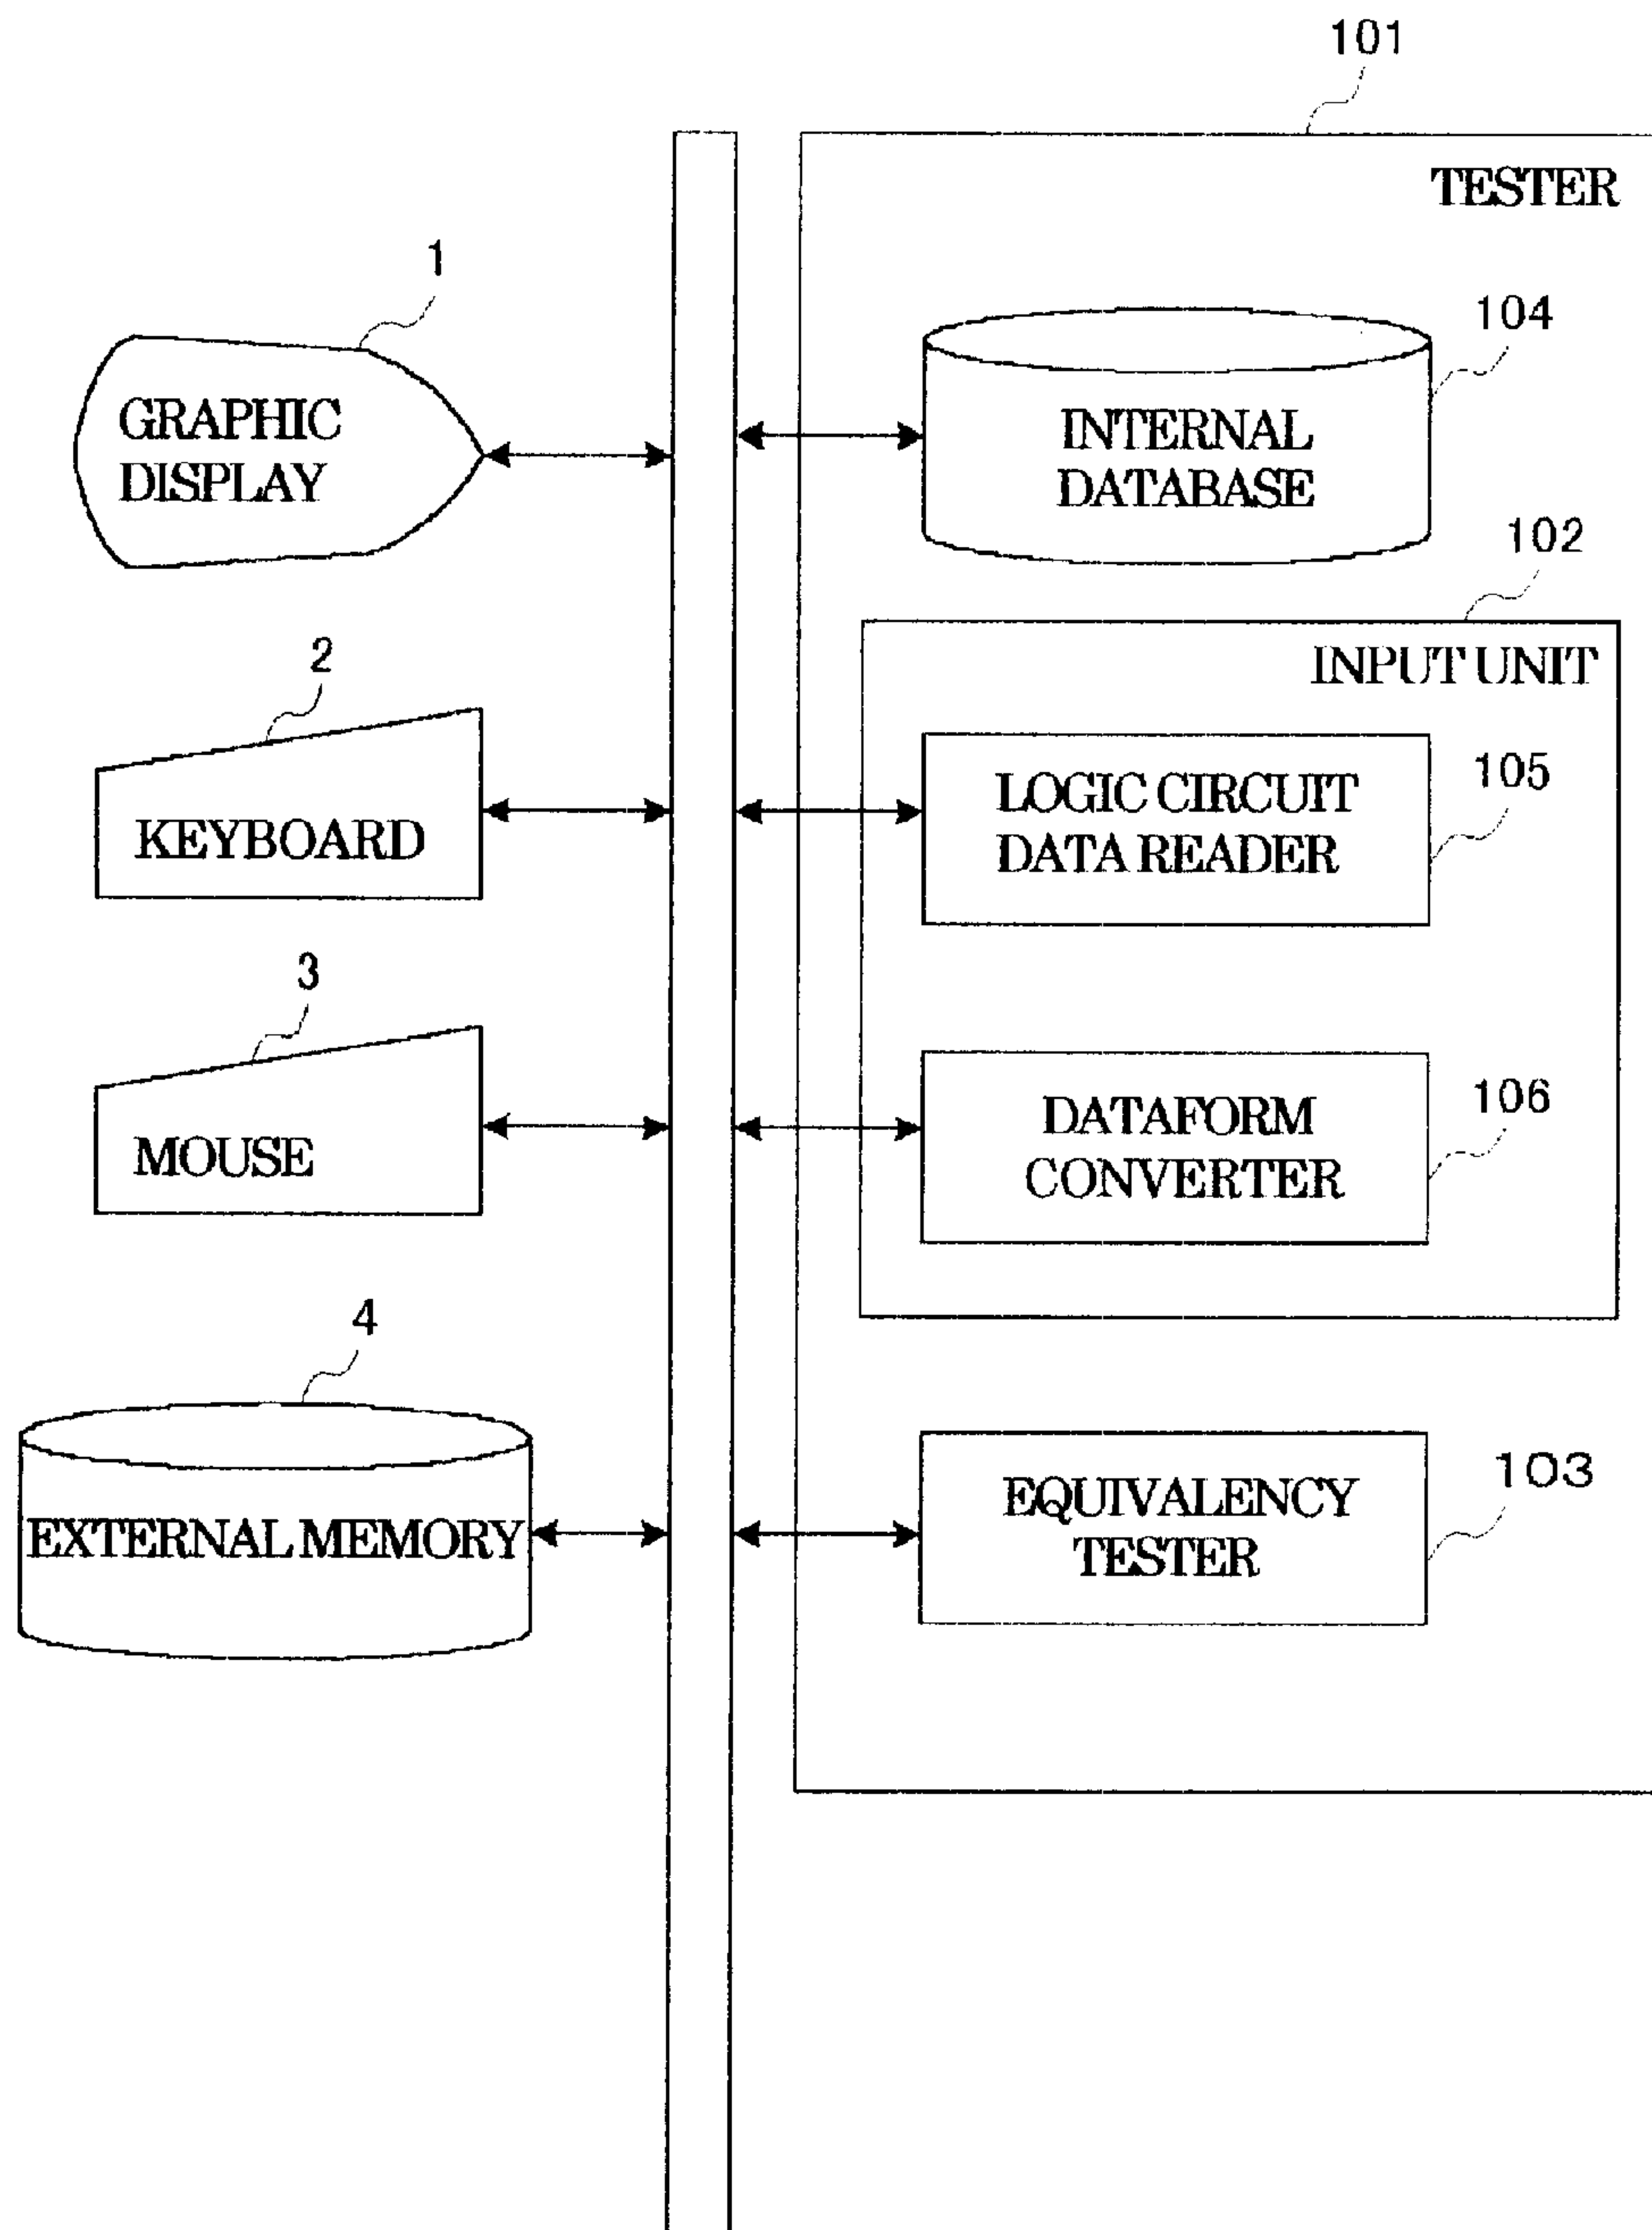 101
TESTER
1
GRAPHIC
DISPLAY
104
INTERNAL
DATABASE
102
INPUT UNIT
2
KEYBOARD
105
LOGIC CIRCUIT
DATA READER
3
MOUSE
106
DATAFORM
CONVERTER
4
EXTERNAL MEMORY
103
EQUIVALENCY
TESTER